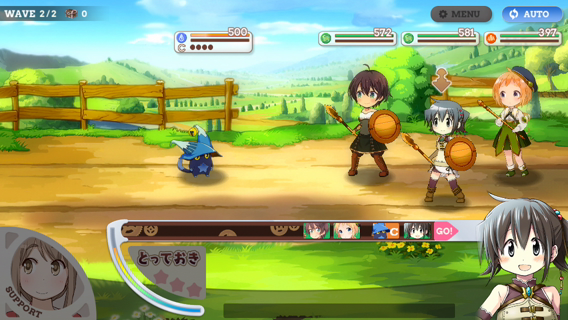 WAVE 2/2 0
MENU
AUTO
500
C
572
581
397
C
GO!
とっておき
SUPPORT